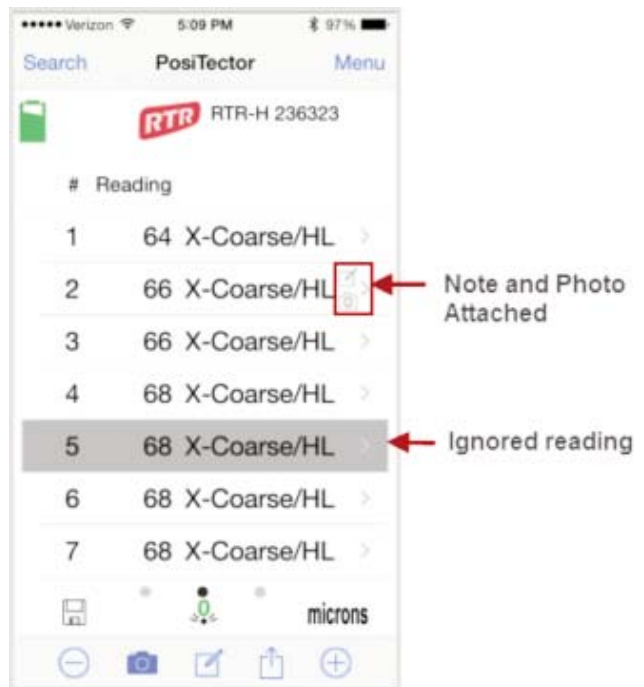 Verizon 5:09 PM 97%
Search PosiTector Menu
RTR RTR-H 236323
# Reading
1 64 X-Coarse/HL
2 66 X-Coarse/HL
Note and Photo
Attached
3 66 X-Coarse/HL
4 68 X-Coarse/HL
5 68 X-Coarse/HL
Ignored reading
6 68 X-Coarse/HL
7 68 X-Coarse/HL
0 microns